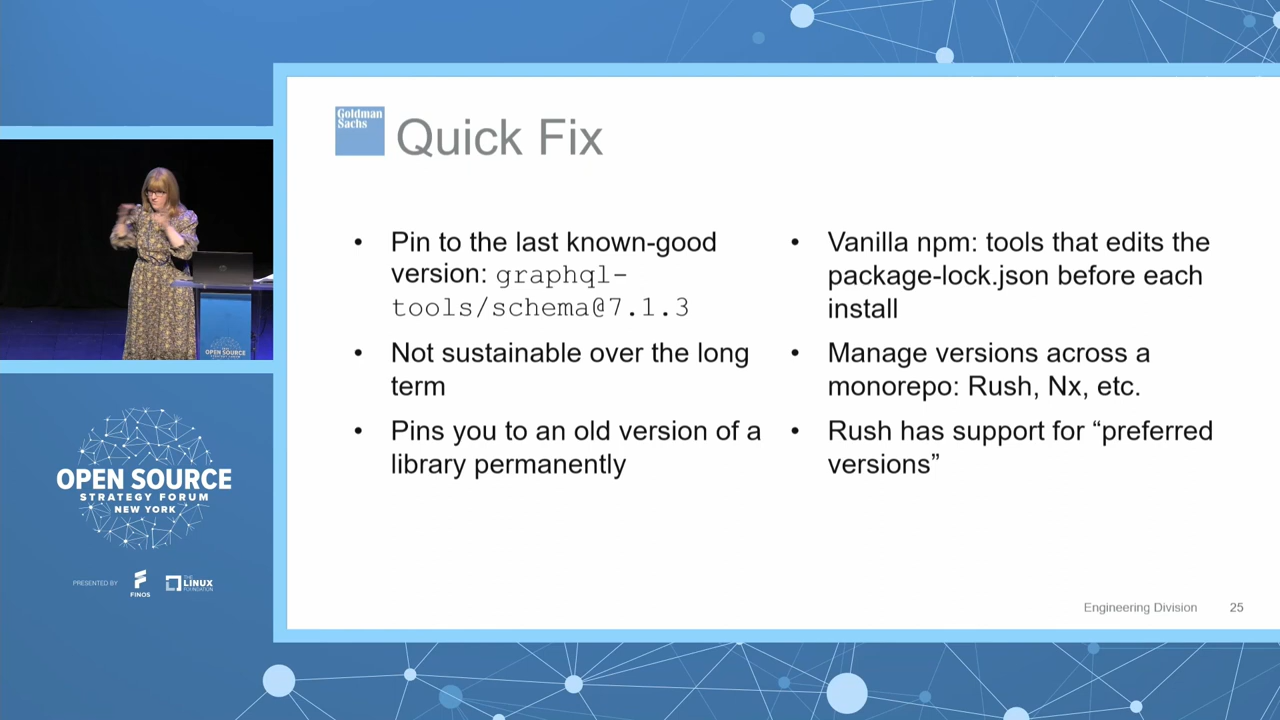 Goldman
Sachs
Quick Fix
• Pin to the last known-good
version: graphql-
tools/schema@7.1.3
• Not sustainable over the long
term
• Pins you to an old version of a
library permanently
• Vanilla npm: tools that edits the
package-lock.json before each
install
• Manage versions across a
monorepo: Rush, Nx, etc.
• Rush has support for “preferred
versions”
Engineering Division 25
OPEN SOURCE
OPEN SOURCE
STRATEGY FORUM
NEW YORK
PRESENTED BY
FINOS
THE
LINUX
FOUNDATION